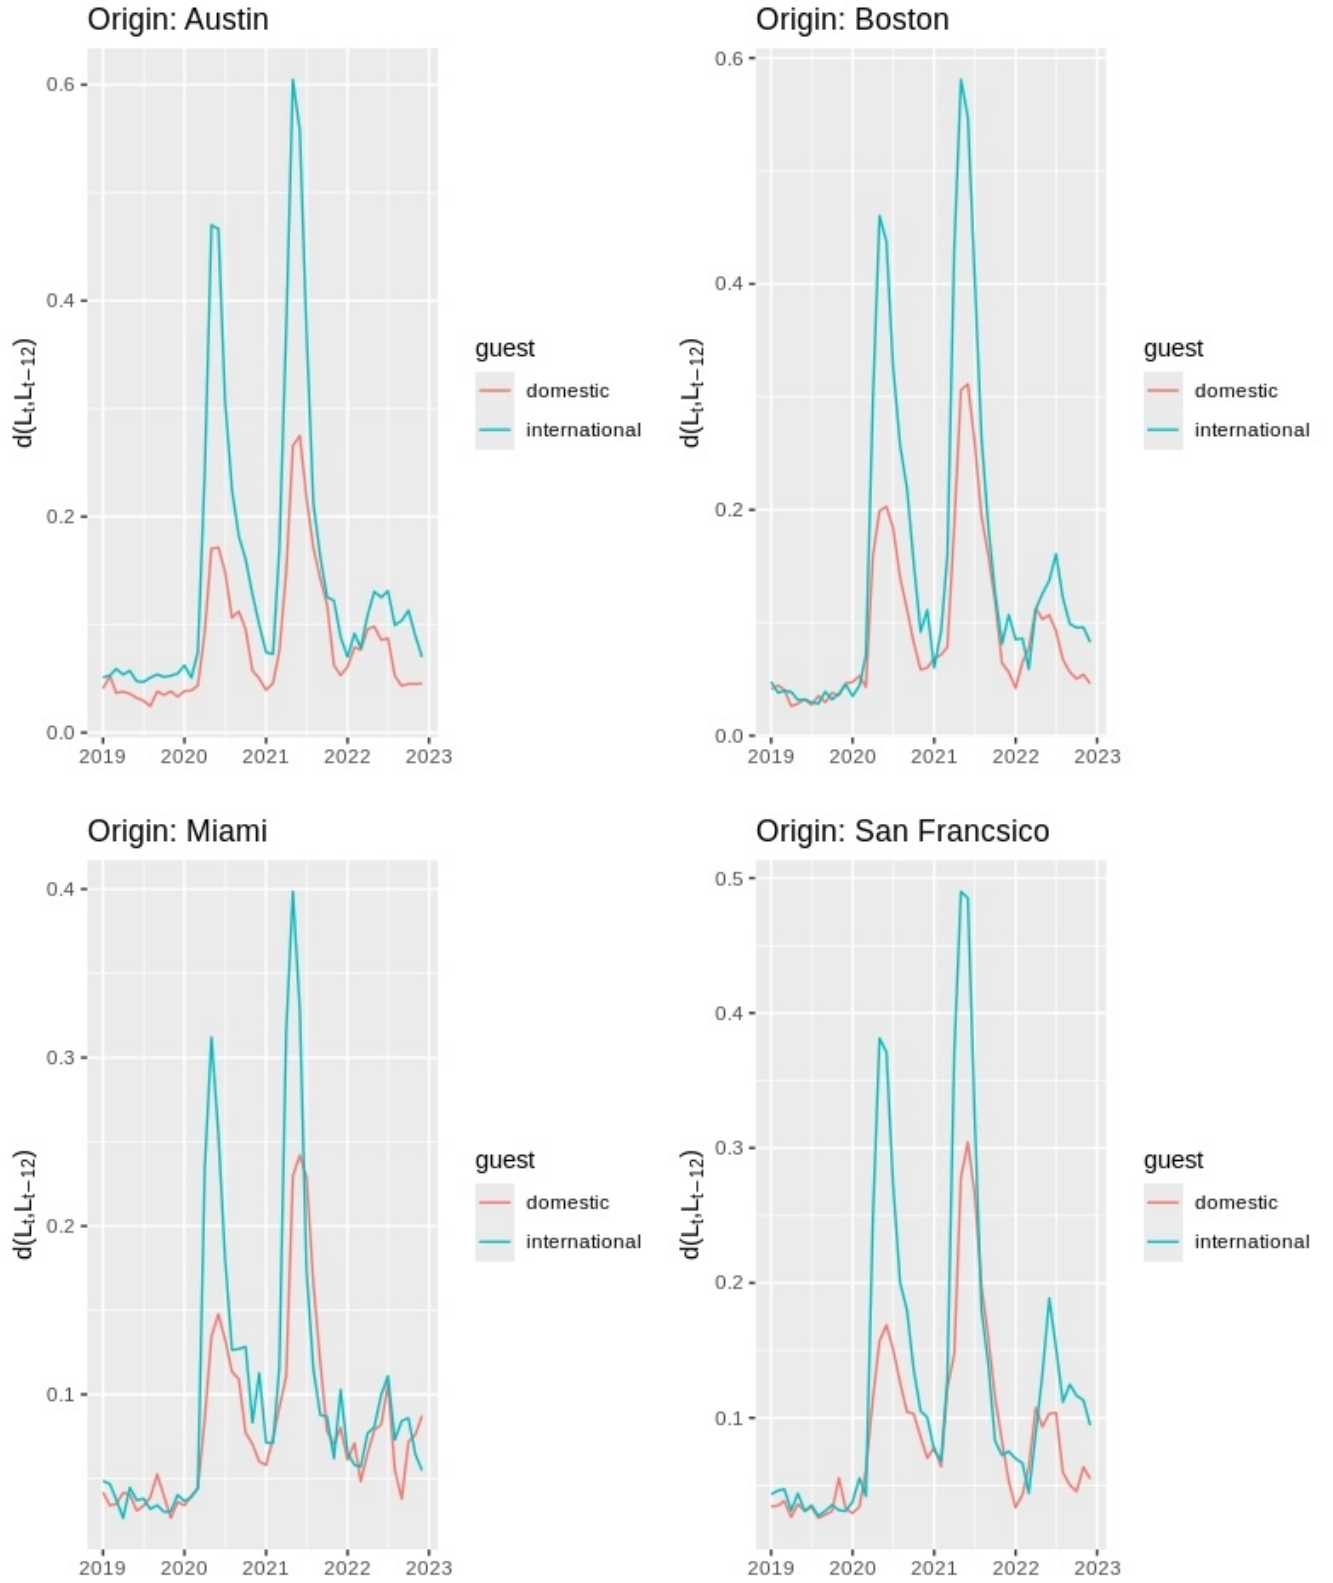 Origin: Austin
0.6
0.4
0.2
0.0
d(Lt,Lt−12)
2019 2020 2021 2022 2023
guest
domestic
international
Origin: Boston
0.6
0.4
0.2
0.0
d(Lt,Lt−12)
2019 2020 2021 2022 2023
guest
domestic
international
Origin: Miami
0.4
0.3
0.2
0.1
d(Lt,Lt−12)
2019 2020 2021 2022 2023
guest
domestic
international
Origin: San Francsico
0.5
0.4
0.3
0.2
0.1
d(Lt,Lt−12)
2019 2020 2021 2022 2023
guest
domestic
international